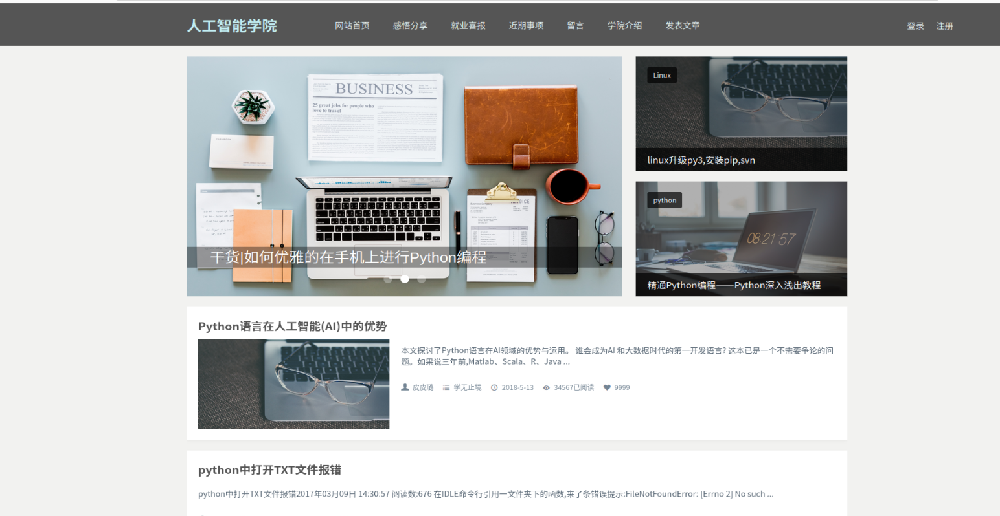 人工智能学院
网站首页 感悟分享 就业喜报 近期事项 留言 学院介绍 发表文章
登录 注册
BUSINESS
25 great jobs for people who
love to travel
干货|如何优雅的在手机上进行Python编程
Linux
linux升级py3,安装pip,svn
python
08:21:57
精通Python编程——Python深入浅出教程
Python语言在人工智能(AI)中的优势
本文探讨了Python语言在AI领域的优势与运用。 谁会成为AI 和大数据时代的第一开发语言? 这本已是一个不需要争论的问
题。如果说三年前,Matlab、Scala、R、Java ...
皮皮璐 学无止境 2018-5-13 34567已阅读 9999
python中打开TXT文件报错
python中打开TXT文件报错2017年03月09日 14:30:57 阅读数:676 在IDLE命令行引用一文件夹下的函数,来了条错误提示:FileNotFoundError: [Errno 2] No such ...